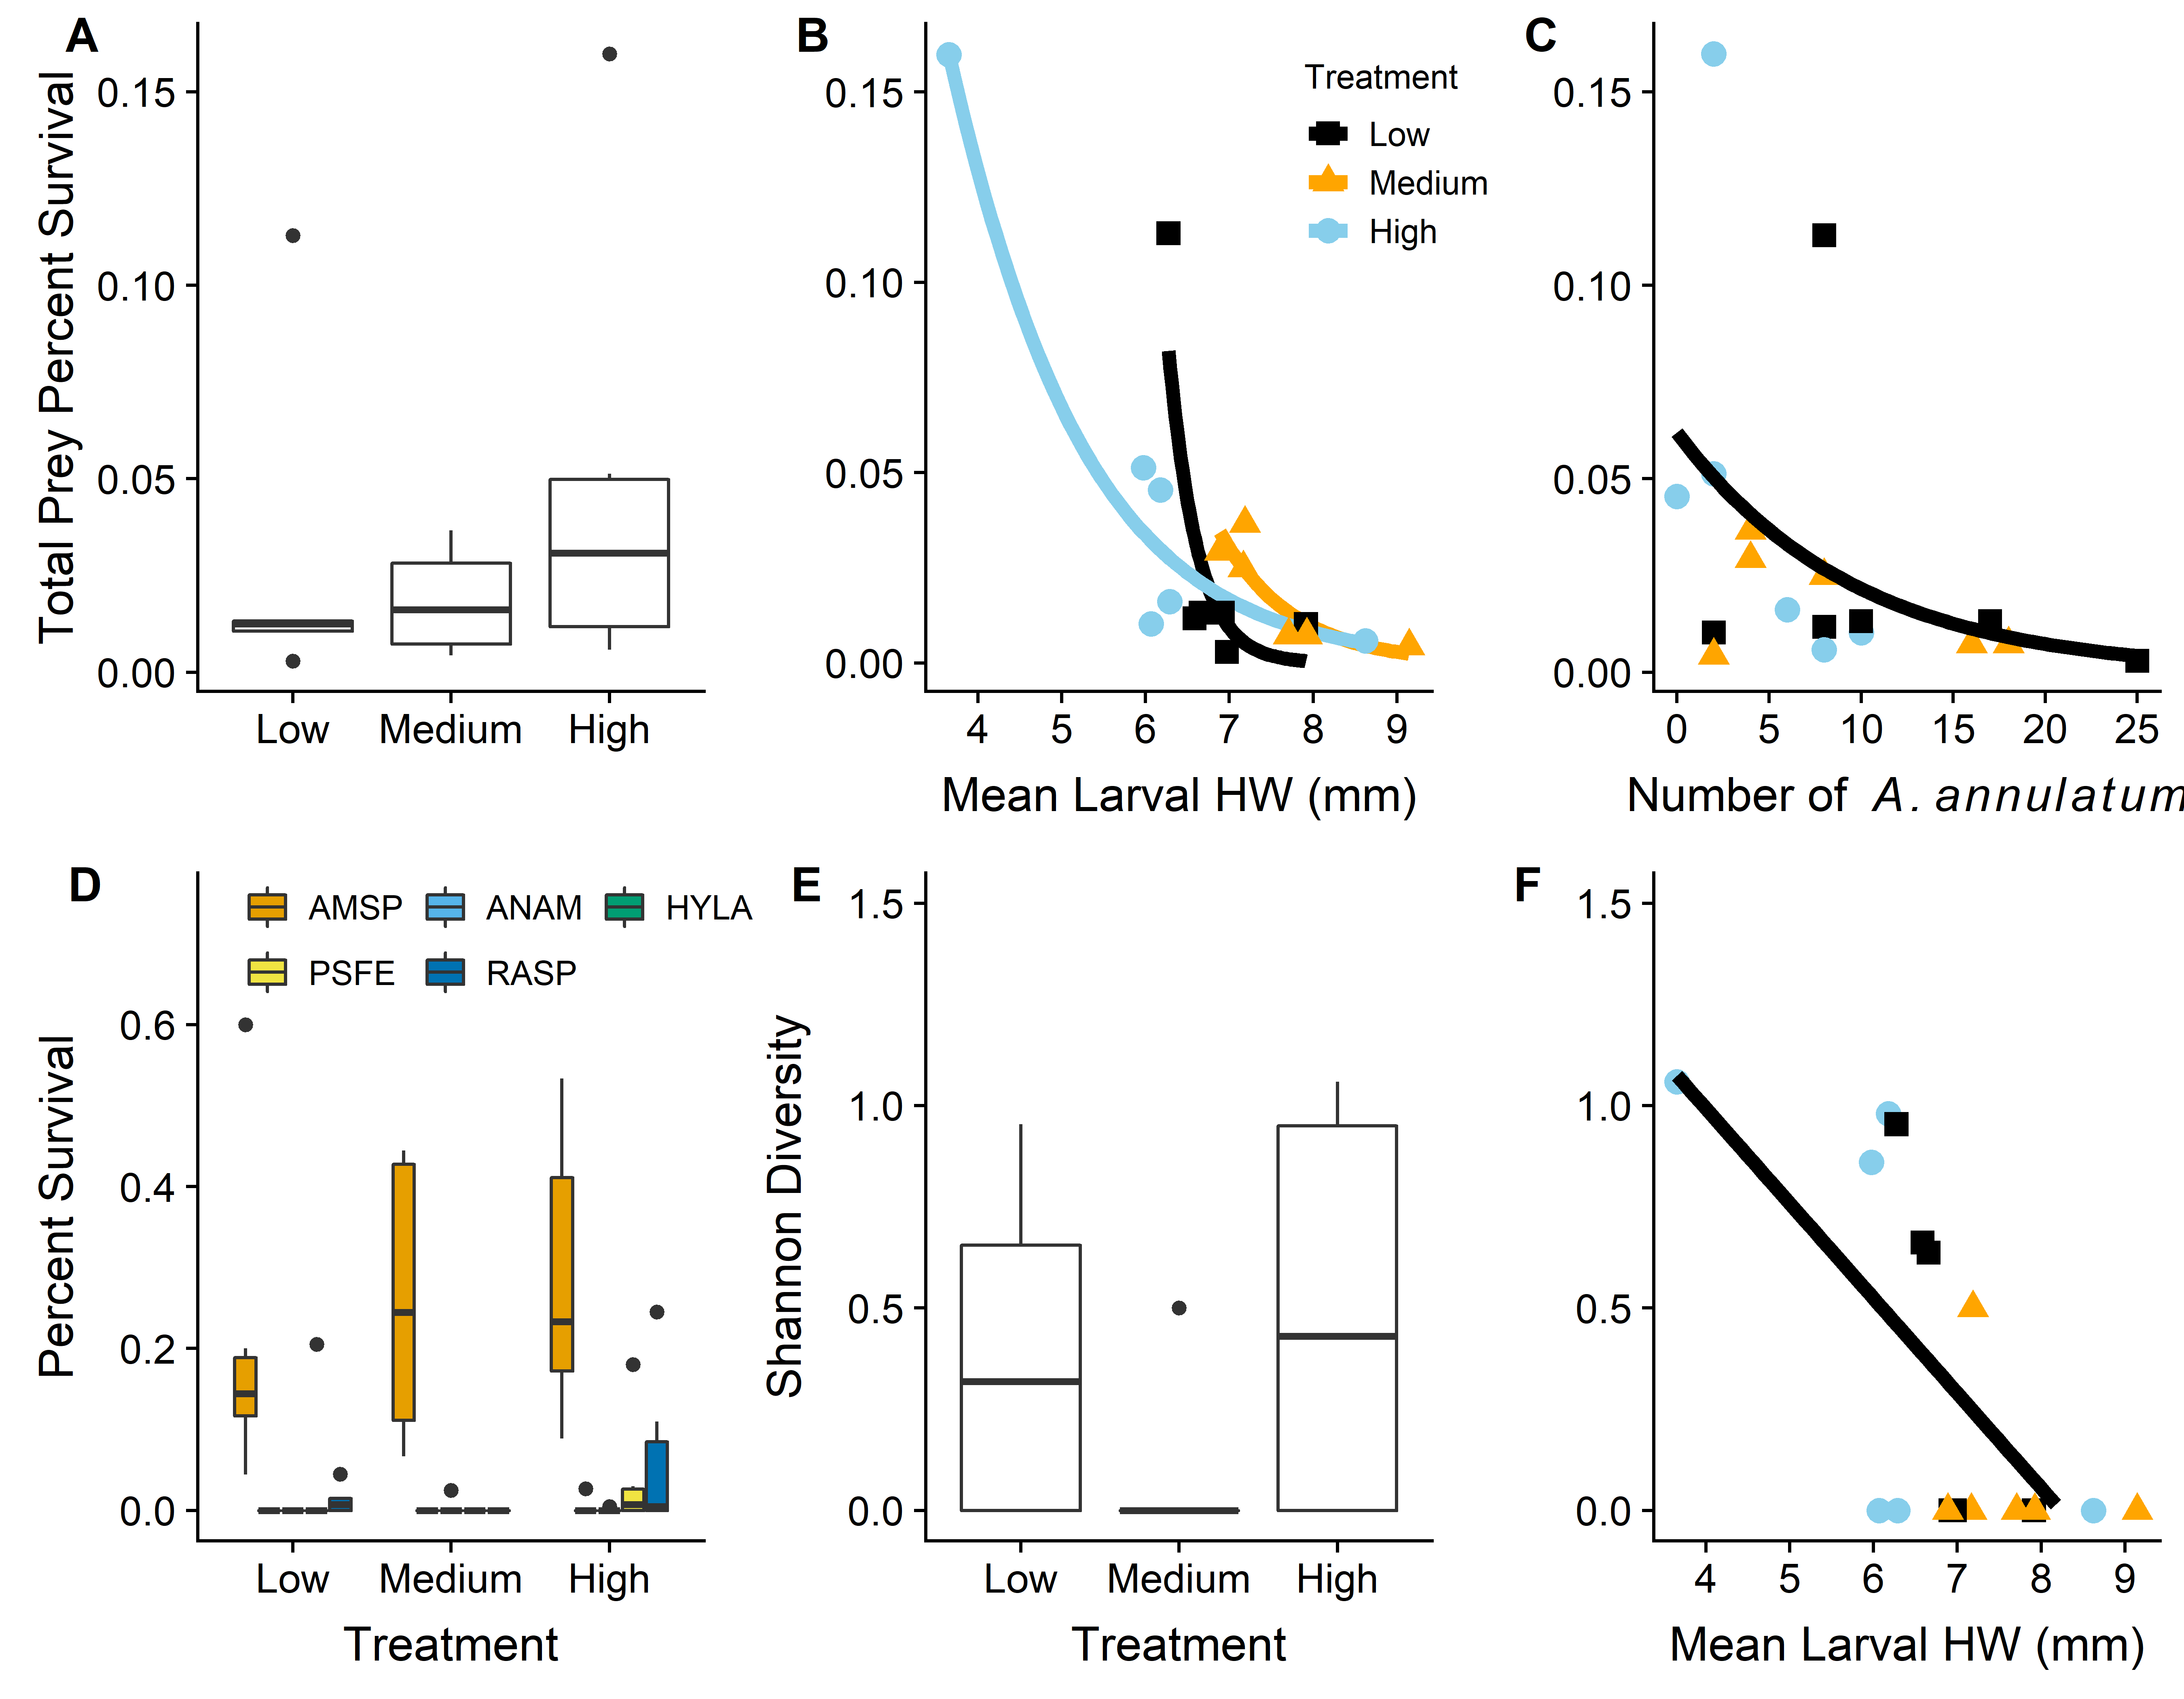 A
Total Prey Percent Survival
0.15
0.10
0.05
0.00
Low Medium High
B
0.15
0.10
0.05
0.00
4 5 6 7 8 9
Mean Larval HW (mm)
Treatment
Low
Medium
High
C
0.15
0.10
0.05
0.00
0 5 10 15 20 25
Number of A. annulatum
D
AMSP ANAM HYLA
PSFE RASP
Percent Survival
0.6
0.4
0.2
0.0
Low Medium High
Treatment
E
Shannon Diversity
1.5
1.0
0.5
0.0
Low Medium High
Treatment
F
1.5
1.0
0.5
0.0
4 5 6 7 8 9
Mean Larval HW (mm)